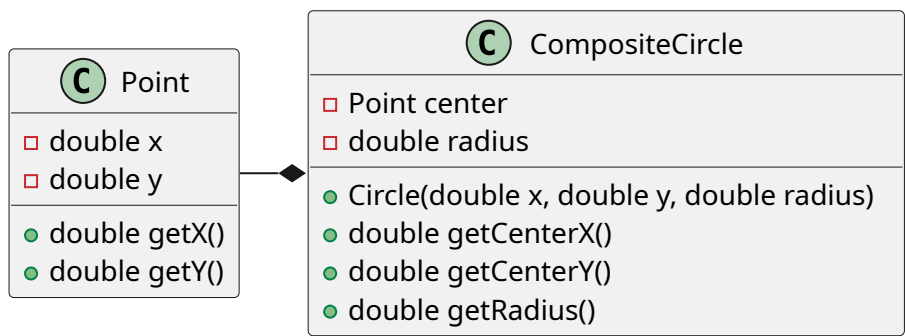 C Point
double x
double y
double getX()
double getY()
C CompositeCircle
Point center
double radius
Circle(double x, double y, double radius)
double getCenterX()
double getCenterY()
double getRadius()